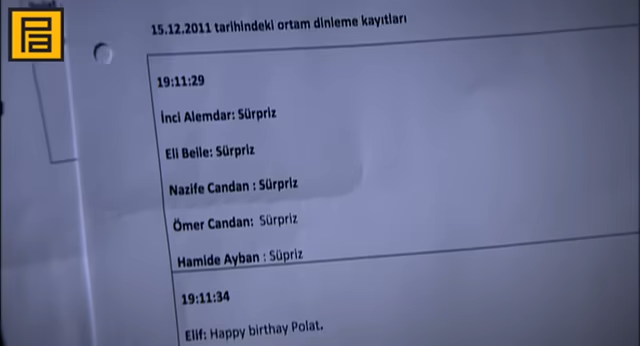 15.12.2011 tarihindeki ortam dinleme kayıtları
19:11:29
İnci Alemdar: Sürpriz
Eli Belle: Sürpriz
Nazife Candan : Sürpriz
Ömer Candan: Sürpriz
Hamide Ayban : Süpriz
19:11:34
Elif: Happy birthay Polat.